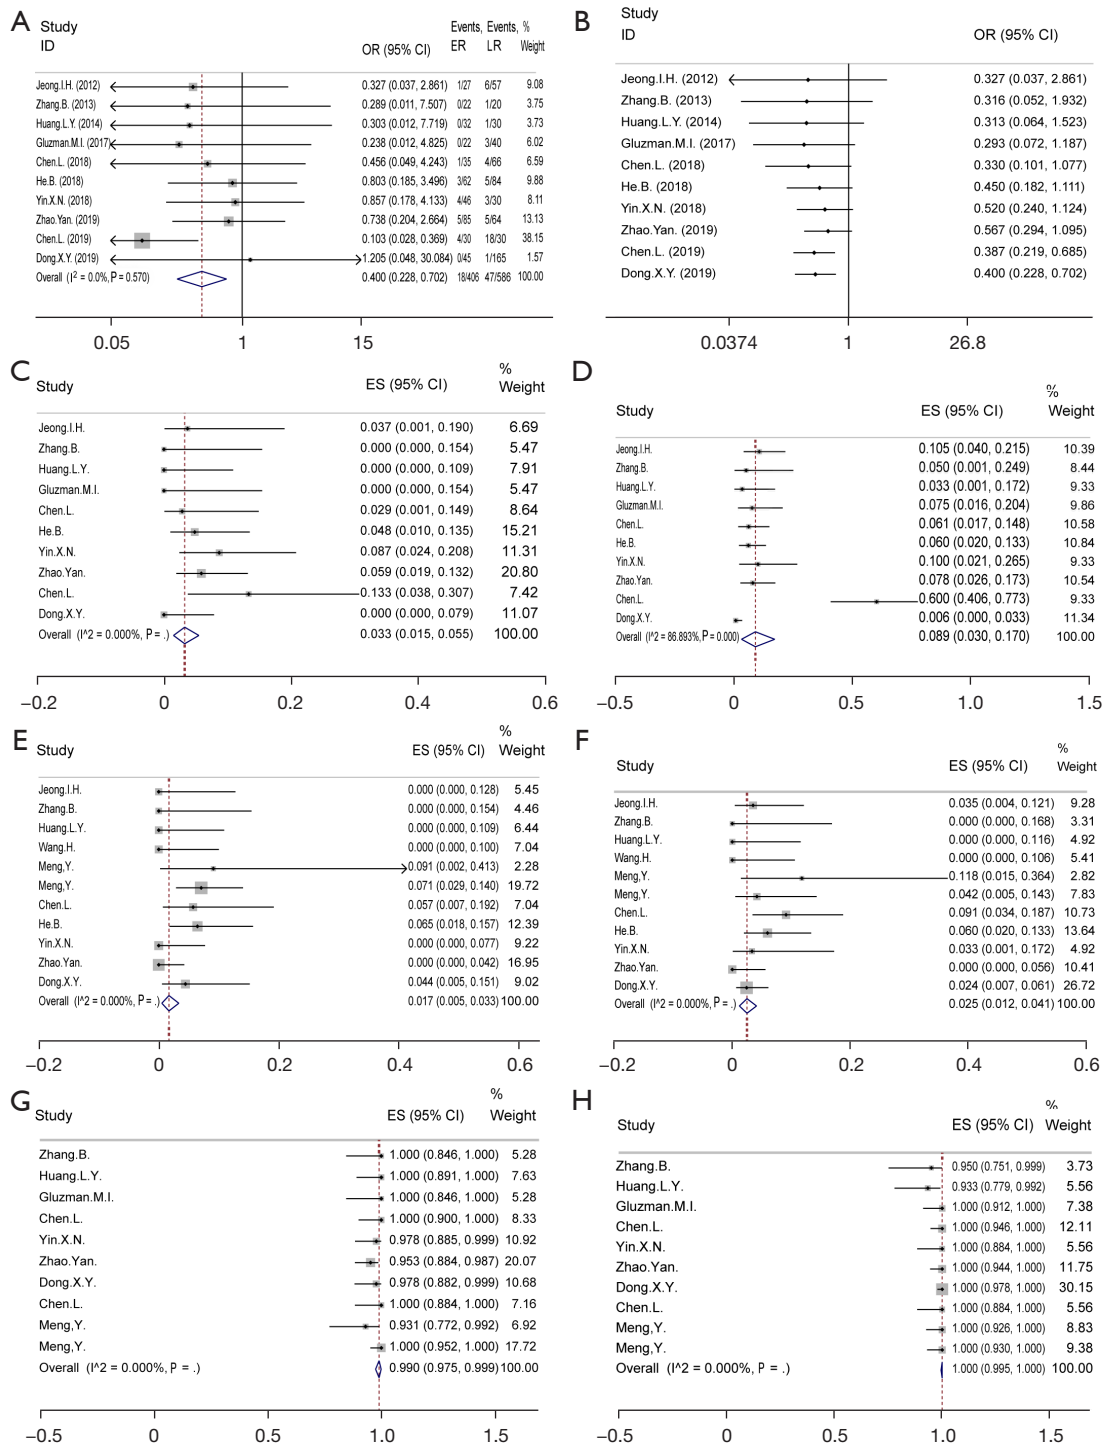 A
Study
ID
OR (95% CI)
Events, Events, %
ER LR Weight
Jeong.I.H. (2012) 0.327 (0.037, 2.861) 1/27 6/57 9.08
Zhang.B. (2013) 0.289 (0.011, 7.507) 0/22 1/20 3.75
Huang.L.Y. (2014) 0.303 (0.012, 7.719) 0/32 1/30 3.73
Gluzman.M.I. (2017) 0.238 (0.012, 4.825) 0/22 3/40 6.02
Chen.L. (2018) 0.456 (0.049, 4.243) 1/35 4/66 6.59
He.B. (2018) 0.803 (0.185, 3.496) 3/62 5/84 9.88
Yin.X.N. (2018) 0.857 (0.178, 4.133) 4/46 3/30 8.11
Zhao.Yan. (2019) 0.738 (0.204, 2.664) 5/85 5/64 13.13
Chen.L. (2019) 0.103 (0.028, 0.369) 4/30 18/30 38.15
Dong.X.Y. (2019) 1.205 (0.048, 30.084) 0/45 1/165 1.57
Overall (I² = 0.0%, P = 0.570) 0.400 (0.228, 0.702) 18/406 47/586 100.00
0.05 1 15
B
Study
ID
OR (95% CI)
Jeong.I.H. (2012) 0.327 (0.037, 2.861)
Zhang.B. (2013) 0.316 (0.052, 1.932)
Huang.L.Y. (2014) 0.313 (0.064, 1.523)
Gluzman.M.I. (2017) 0.293 (0.072, 1.187)
Chen.L. (2018) 0.330 (0.101, 1.077)
He.B. (2018) 0.450 (0.182, 1.111)
Yin.X.N. (2018) 0.520 (0.240, 1.124)
Zhao.Yan. (2019) 0.567 (0.294, 1.095)
Chen.L. (2019) 0.387 (0.219, 0.685)
Dong.X.Y. (2019) 0.400 (0.228, 0.702)
0.0374 1 26.8
C
Study ES (95% CI)
%
Weight
Jeong.I.H. 0.037 (0.001, 0.190) 6.69
Zhang.B. 0.000 (0.000, 0.154) 5.47
Huang.L.Y. 0.000 (0.000, 0.109) 7.91
Gluzman.M.I. 0.000 (0.000, 0.154) 5.47
Chen.L. 0.029 (0.001, 0.149) 8.64
He.B. 0.048 (0.010, 0.135) 15.21
Yin.X.N. 0.087 (0.024, 0.208) 11.31
Zhao.Yan. 0.059 (0.019, 0.132) 20.80
Chen.L. 0.133 (0.038, 0.307) 7.42
Dong.X.Y. 0.000 (0.000, 0.079) 11.07
Overall (I^2 = 0.000%, P = .) 0.033 (0.015, 0.055) 100.00
−0.2 0 0.2 0.4 0.6
D
Study ES (95% CI)
%
Weight
Jeong.I.H. 0.105 (0.040, 0.215) 10.39
Zhang.B. 0.050 (0.001, 0.249) 8.44
Huang.L.Y. 0.033 (0.001, 0.172) 9.33
Gluzman.M.I. 0.075 (0.016, 0.204) 9.86
Chen.L. 0.061 (0.017, 0.148) 10.58
He.B. 0.060 (0.020, 0.133) 10.84
Yin.X.N. 0.100 (0.021, 0.265) 9.33
Zhao.Yan. 0.078 (0.026, 0.173) 10.54
Chen.L. 0.600 (0.406, 0.773) 9.33
Dong.X.Y. 0.006 (0.000, 0.033) 11.34
Overall (I^2 = 86.893%, P = 0.000) 0.089 (0.030, 0.170) 100.00
−0.5 0 0.5 1.0 1.5
E
Study ES (95% CI)
%
Weight
Jeong.I.H. 0.000 (0.000, 0.128) 5.45
Zhang.B. 0.000 (0.000, 0.154) 4.46
Huang.L.Y. 0.000 (0.000, 0.109) 6.44
Wang.H. 0.000 (0.000, 0.100) 7.04
Meng,Y. 0.091 (0.002, 0.413) 2.28
Meng,Y. 0.071 (0.029, 0.140) 19.72
Chen.L. 0.057 (0.007, 0.192) 7.04
He.B. 0.065 (0.018, 0.157) 12.39
Yin.X.N. 0.000 (0.000, 0.077) 9.22
Zhao.Yan. 0.000 (0.000, 0.042) 16.95
Dong.X.Y. 0.044 (0.005, 0.151) 9.02
Overall (I^2 = 0.000%, P = .) 0.017 (0.005, 0.033) 100.00
−0.2 0 0.2 0.4 0.6
F
Study ES (95% CI)
%
Weight
Jeong.I.H. 0.035 (0.004, 0.121) 9.28
Zhang.B. 0.000 (0.000, 0.168) 3.31
Huang.L.Y. 0.000 (0.000, 0.116) 4.92
Wang.H. 0.000 (0.000, 0.106) 5.41
Meng,Y. 0.118 (0.015, 0.364) 2.82
Meng,Y. 0.042 (0.005, 0.143) 7.83
Chen.L. 0.091 (0.034, 0.187) 10.73
He.B. 0.060 (0.020, 0.133) 13.64
Yin.X.N. 0.033 (0.001, 0.172) 4.92
Zhao.Yan. 0.000 (0.000, 0.056) 10.41
Dong.X.Y. 0.024 (0.007, 0.061) 26.72
Overall (I^2 = 0.000%, P = .) 0.025 (0.012, 0.041) 100.00
−0.2 0 0.2 0.4 0.6
G
Study ES (95% CI)
%
Weight
Zhang.B. 1.000 (0.846, 1.000) 5.28
Huang.L.Y. 1.000 (0.891, 1.000) 7.63
Gluzman.M.I. 1.000 (0.846, 1.000) 5.28
Chen.L. 1.000 (0.900, 1.000) 8.33
Yin.X.N. 0.978 (0.885, 0.999) 10.92
Zhao.Yan. 0.953 (0.884, 0.987) 20.07
Dong.X.Y. 0.978 (0.882, 0.999) 10.68
Chen.L. 1.000 (0.884, 1.000) 7.16
Meng,Y. 0.931 (0.772, 0.992) 6.92
Meng,Y. 1.000 (0.952, 1.000) 17.72
Overall (I^2 = 0.000%, P = .) 0.990 (0.975, 0.999) 100.00
−0.5 0 0.5 1.0 1.5
H
Study ES (95% CI)
%
Weight
Zhang.B. 0.950 (0.751, 0.999) 3.73
Huang.L.Y. 0.933 (0.779, 0.992) 5.56
Gluzman.M.I. 1.000 (0.912, 1.000) 7.38
Chen.L. 1.000 (0.946, 1.000) 12.11
Yin.X.N. 1.000 (0.884, 1.000) 5.56
Zhao.Yan. 1.000 (0.944, 1.000) 11.75
Dong.X.Y. 1.000 (0.978, 1.000) 30.15
Chen.L. 1.000 (0.884, 1.000) 5.56
Meng,Y. 1.000 (0.926, 1.000) 8.83
Meng,Y. 1.000 (0.930, 1.000) 9.38
Overall (I^2 = 0.000%, P = .) 1.000 (0.995, 1.000) 100.00
−0.5 0 0.5 1.0 1.5